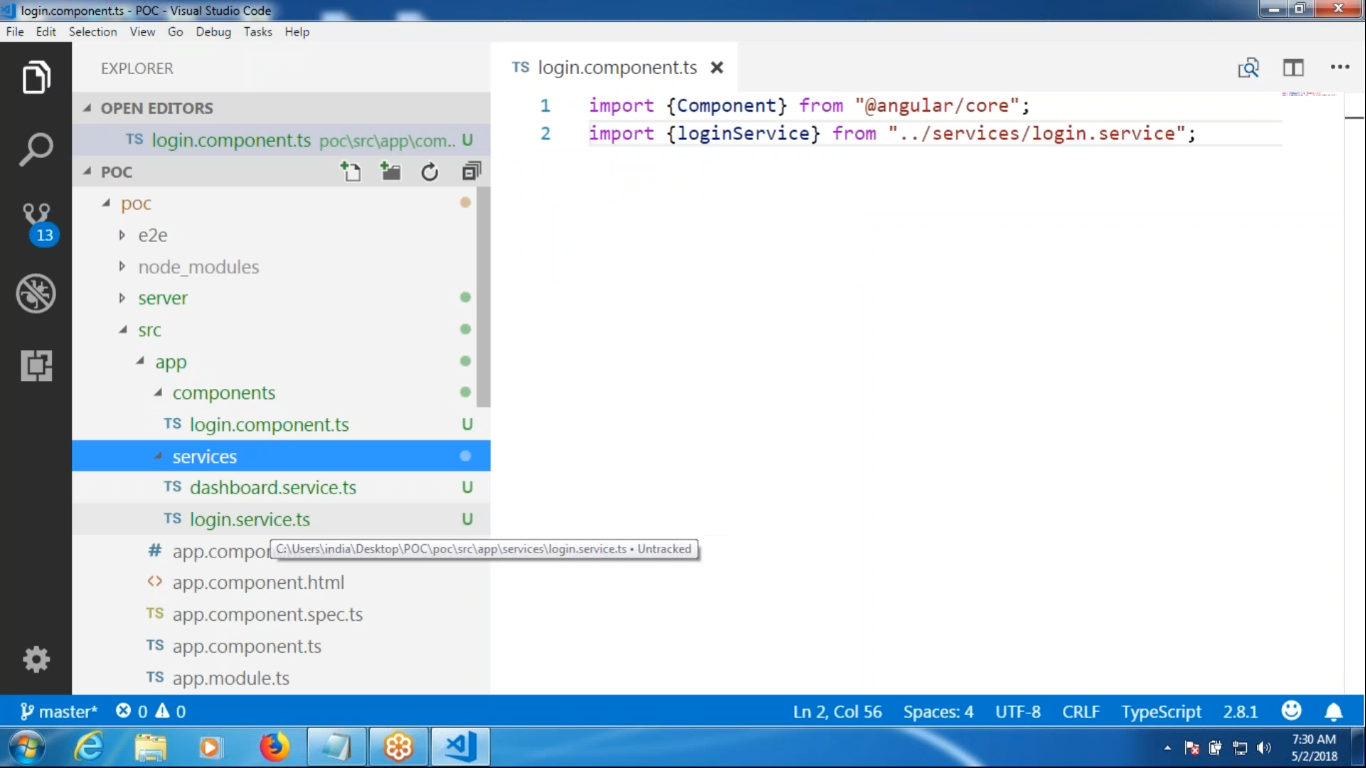 login.component.ts - POC - Visual Studio Code
File Edit Selection View Go Debug Tasks Help
EXPLORER
OPEN EDITORS
TS login.component.ts poc\src\app\com.. U
POC
poc
e2e
node_modules
server
src
app
components
TS login.component.ts U
services
TS dashboard.service.ts U
TS login.service.ts U
# app.compo
C:\Users\india\Desktop\POC\poc\src\app\services\login.service.ts • Untracked
<> app.component.html
TS app.component.spec.ts
TS app.component.ts
TS app.module.ts
13
TS login.component.ts
1 import {Component} from "@angular/core";
2 import {loginService} from "../services/login.service";
master* 0 0 Ln 2, Col 56 Spaces: 4 UTF-8 CRLF TypeScript 2.8.1
7:30 AM
5/2/2018